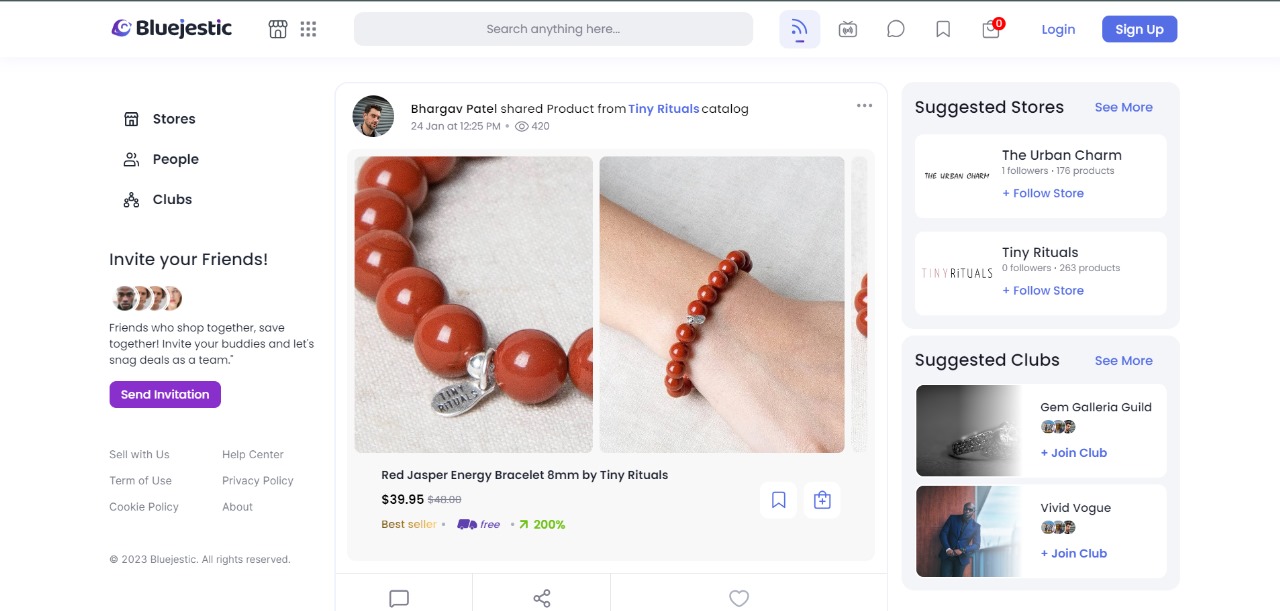 Bluejestic
Search anything here...
0
Login
Sign Up
Stores
People
Clubs
Invite your Friends!
Friends who shop together, save
together! Invite your buddies and let's
snag deals as a team."
Send Invitation
Sell with Us
Help Center
Term of Use
Privacy Policy
Cookie Policy
About
© 2023 Bluejestic. All rights reserved.
Bhargav Patel shared Product from Tiny Rituals catalog
24 Jan at 12:25 PM • 420
TINY
RITUALS
Red Jasper Energy Bracelet 8mm by Tiny Rituals
$39.95 $48.00
Best seller • free • 200%
Suggested Stores
See More
THE URBAN CHARM
The Urban Charm
1 followers • 176 products
+ Follow Store
TINYRITUALS
Tiny Rituals
0 followers • 263 products
+ Follow Store
Suggested Clubs
See More
Gem Galleria Guild
+ Join Club
Vivid Vogue
+ Join Club